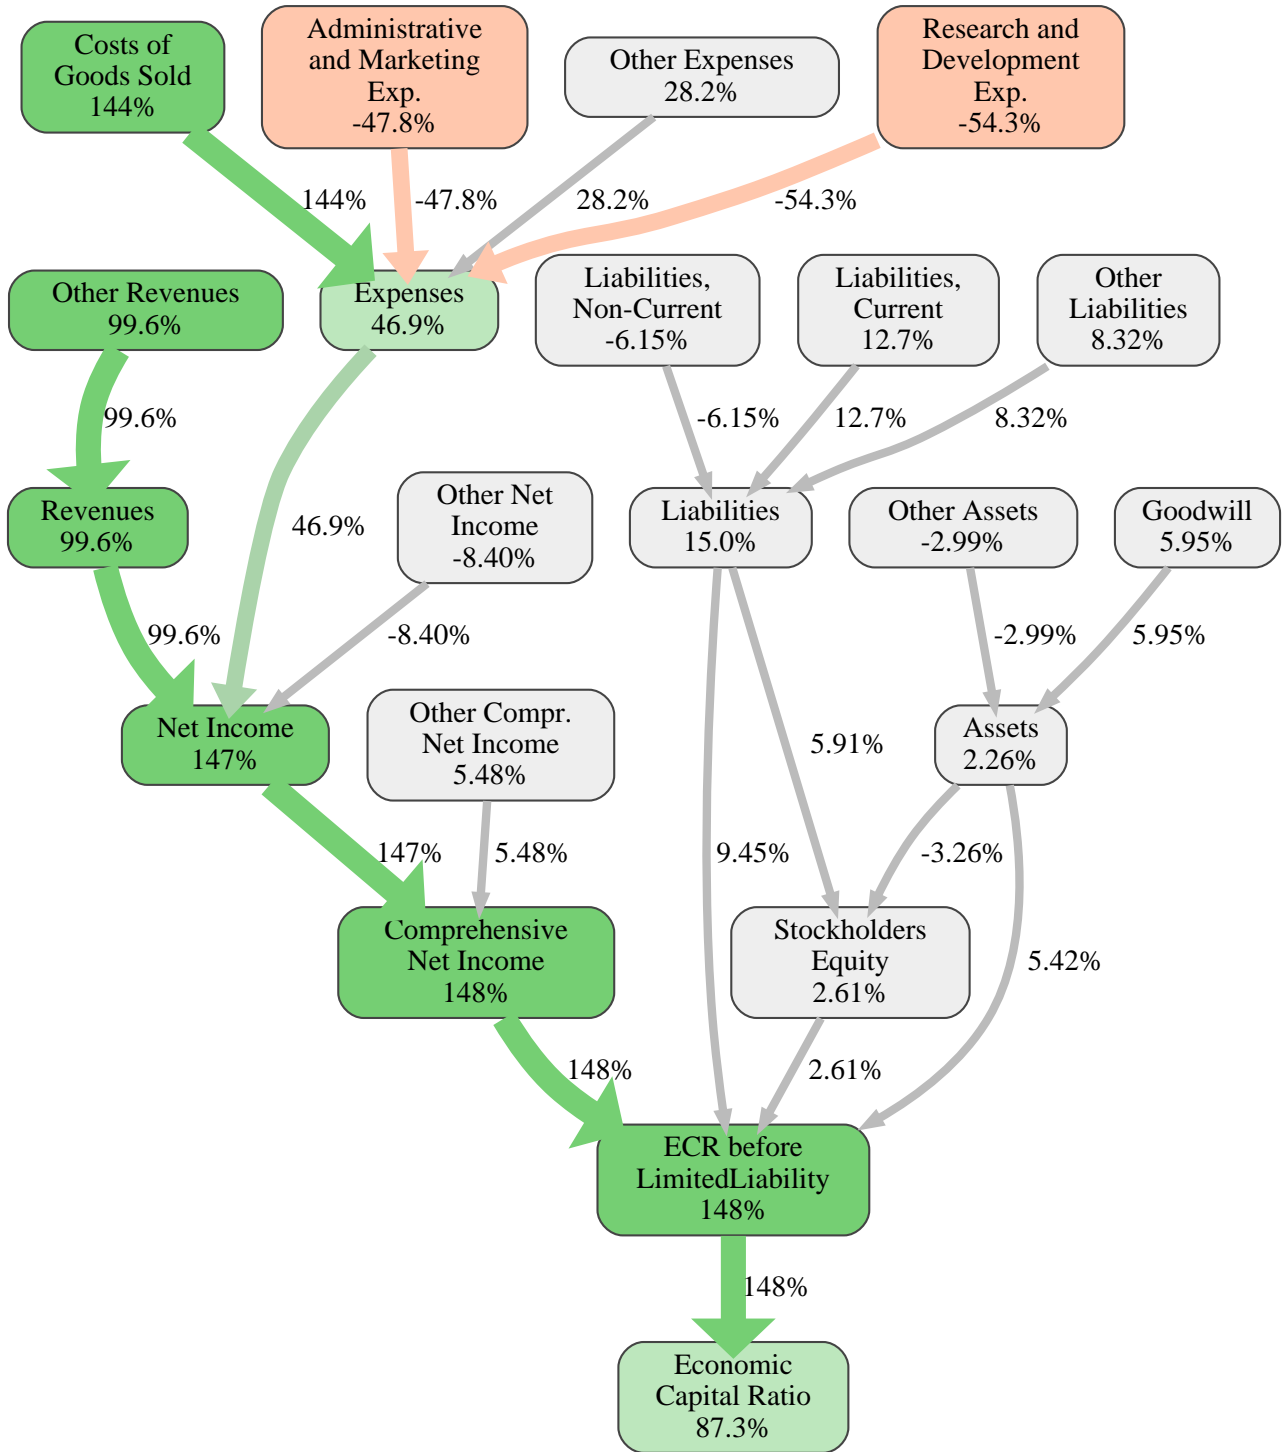 Costs of
Goods Sold
144%
Administrative
and Marketing
Exp.
-47.8%
Other Expenses
28.2%
Research and
Development
Exp.
-54.3%
144%
-47.8%
28.2%
-54.3%
Other Revenues
99.6%
Expenses
46.9%
Liabilities,
Non-Current
-6.15%
Liabilities,
Current
12.7%
Other
Liabilities
8.32%
99.6%
-6.15%
12.7%
8.32%
Revenues
99.6%
46.9%
Other Net
Income
-8.40%
Liabilities
15.0%
Other Assets
-2.99%
Goodwill
5.95%
99.6%
-8.40%
-2.99%
5.95%
Net Income
147%
Other Compr.
Net Income
5.48%
5.91%
Assets
2.26%
147%
5.48%
9.45%
-3.26%
Comprehensive
Net Income
148%
Stockholders
Equity
2.61%
5.42%
148%
2.61%
ECR before
LimitedLiability
148%
148%
Economic
Capital Ratio
87.3%